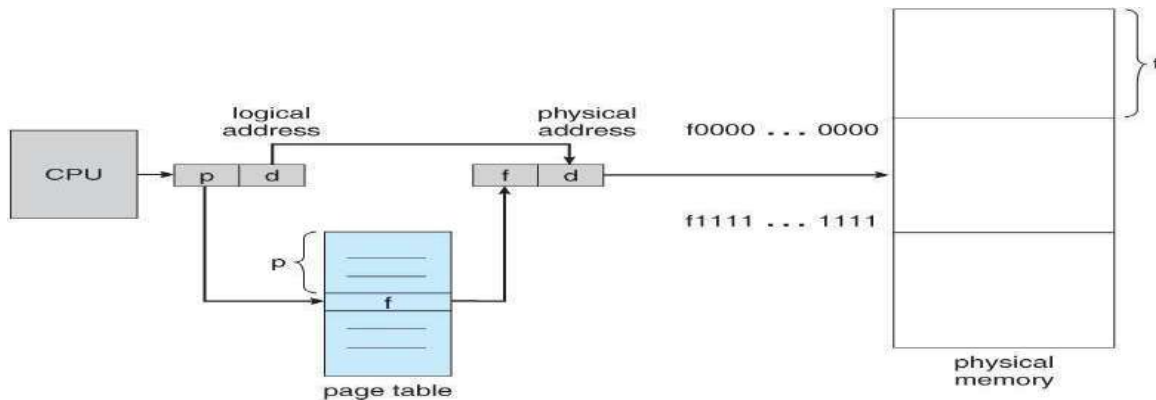 logical
address
physical
address
CPU
p
d
f
d
f0000 . . . 0000
f1111 . . . 1111
p
f
page table
physical
memory